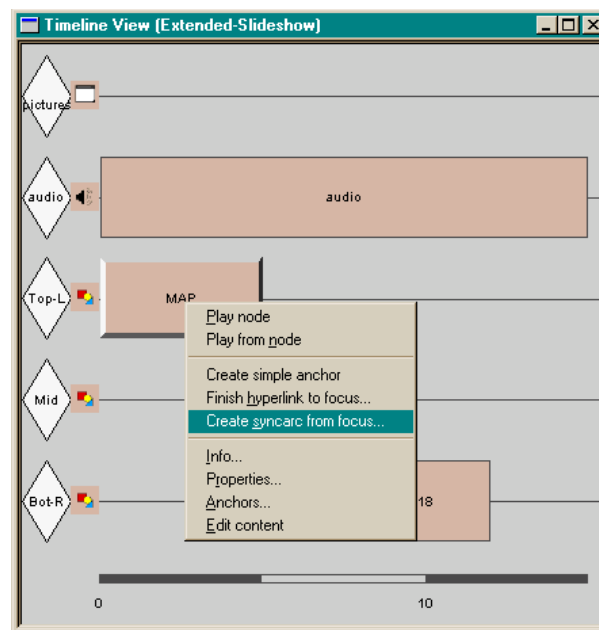 Timeline View (Extended-Slideshow)
pictures
audio
audio
Top-L
MAP
Play node
Play from node
Create simple anchor
Finish hyperlink to focus...
Create syncarc from focus...
Mid
Info...
Properties...
Anchors...
Edit content
Bot-R
18
0
10